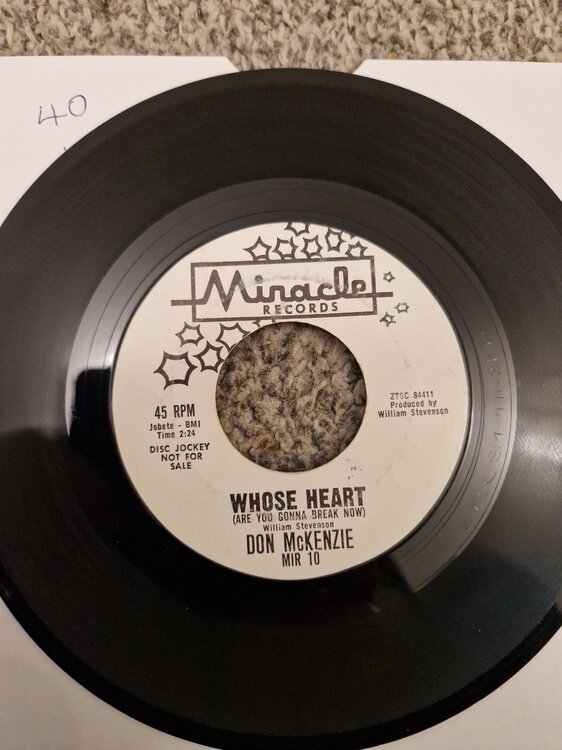 40
Miracle
RECORDS
45 RPM
Jobete - BMI
Time 2:24
DISC JOCKEY
NOT FOR
SALE
ZTSC 84411
Produced by
William Stevenson
WHOSE HEART
(ARE YOU GONNA BREAK NOW)
William Stevenson
DON McKENZIE
MIR 10